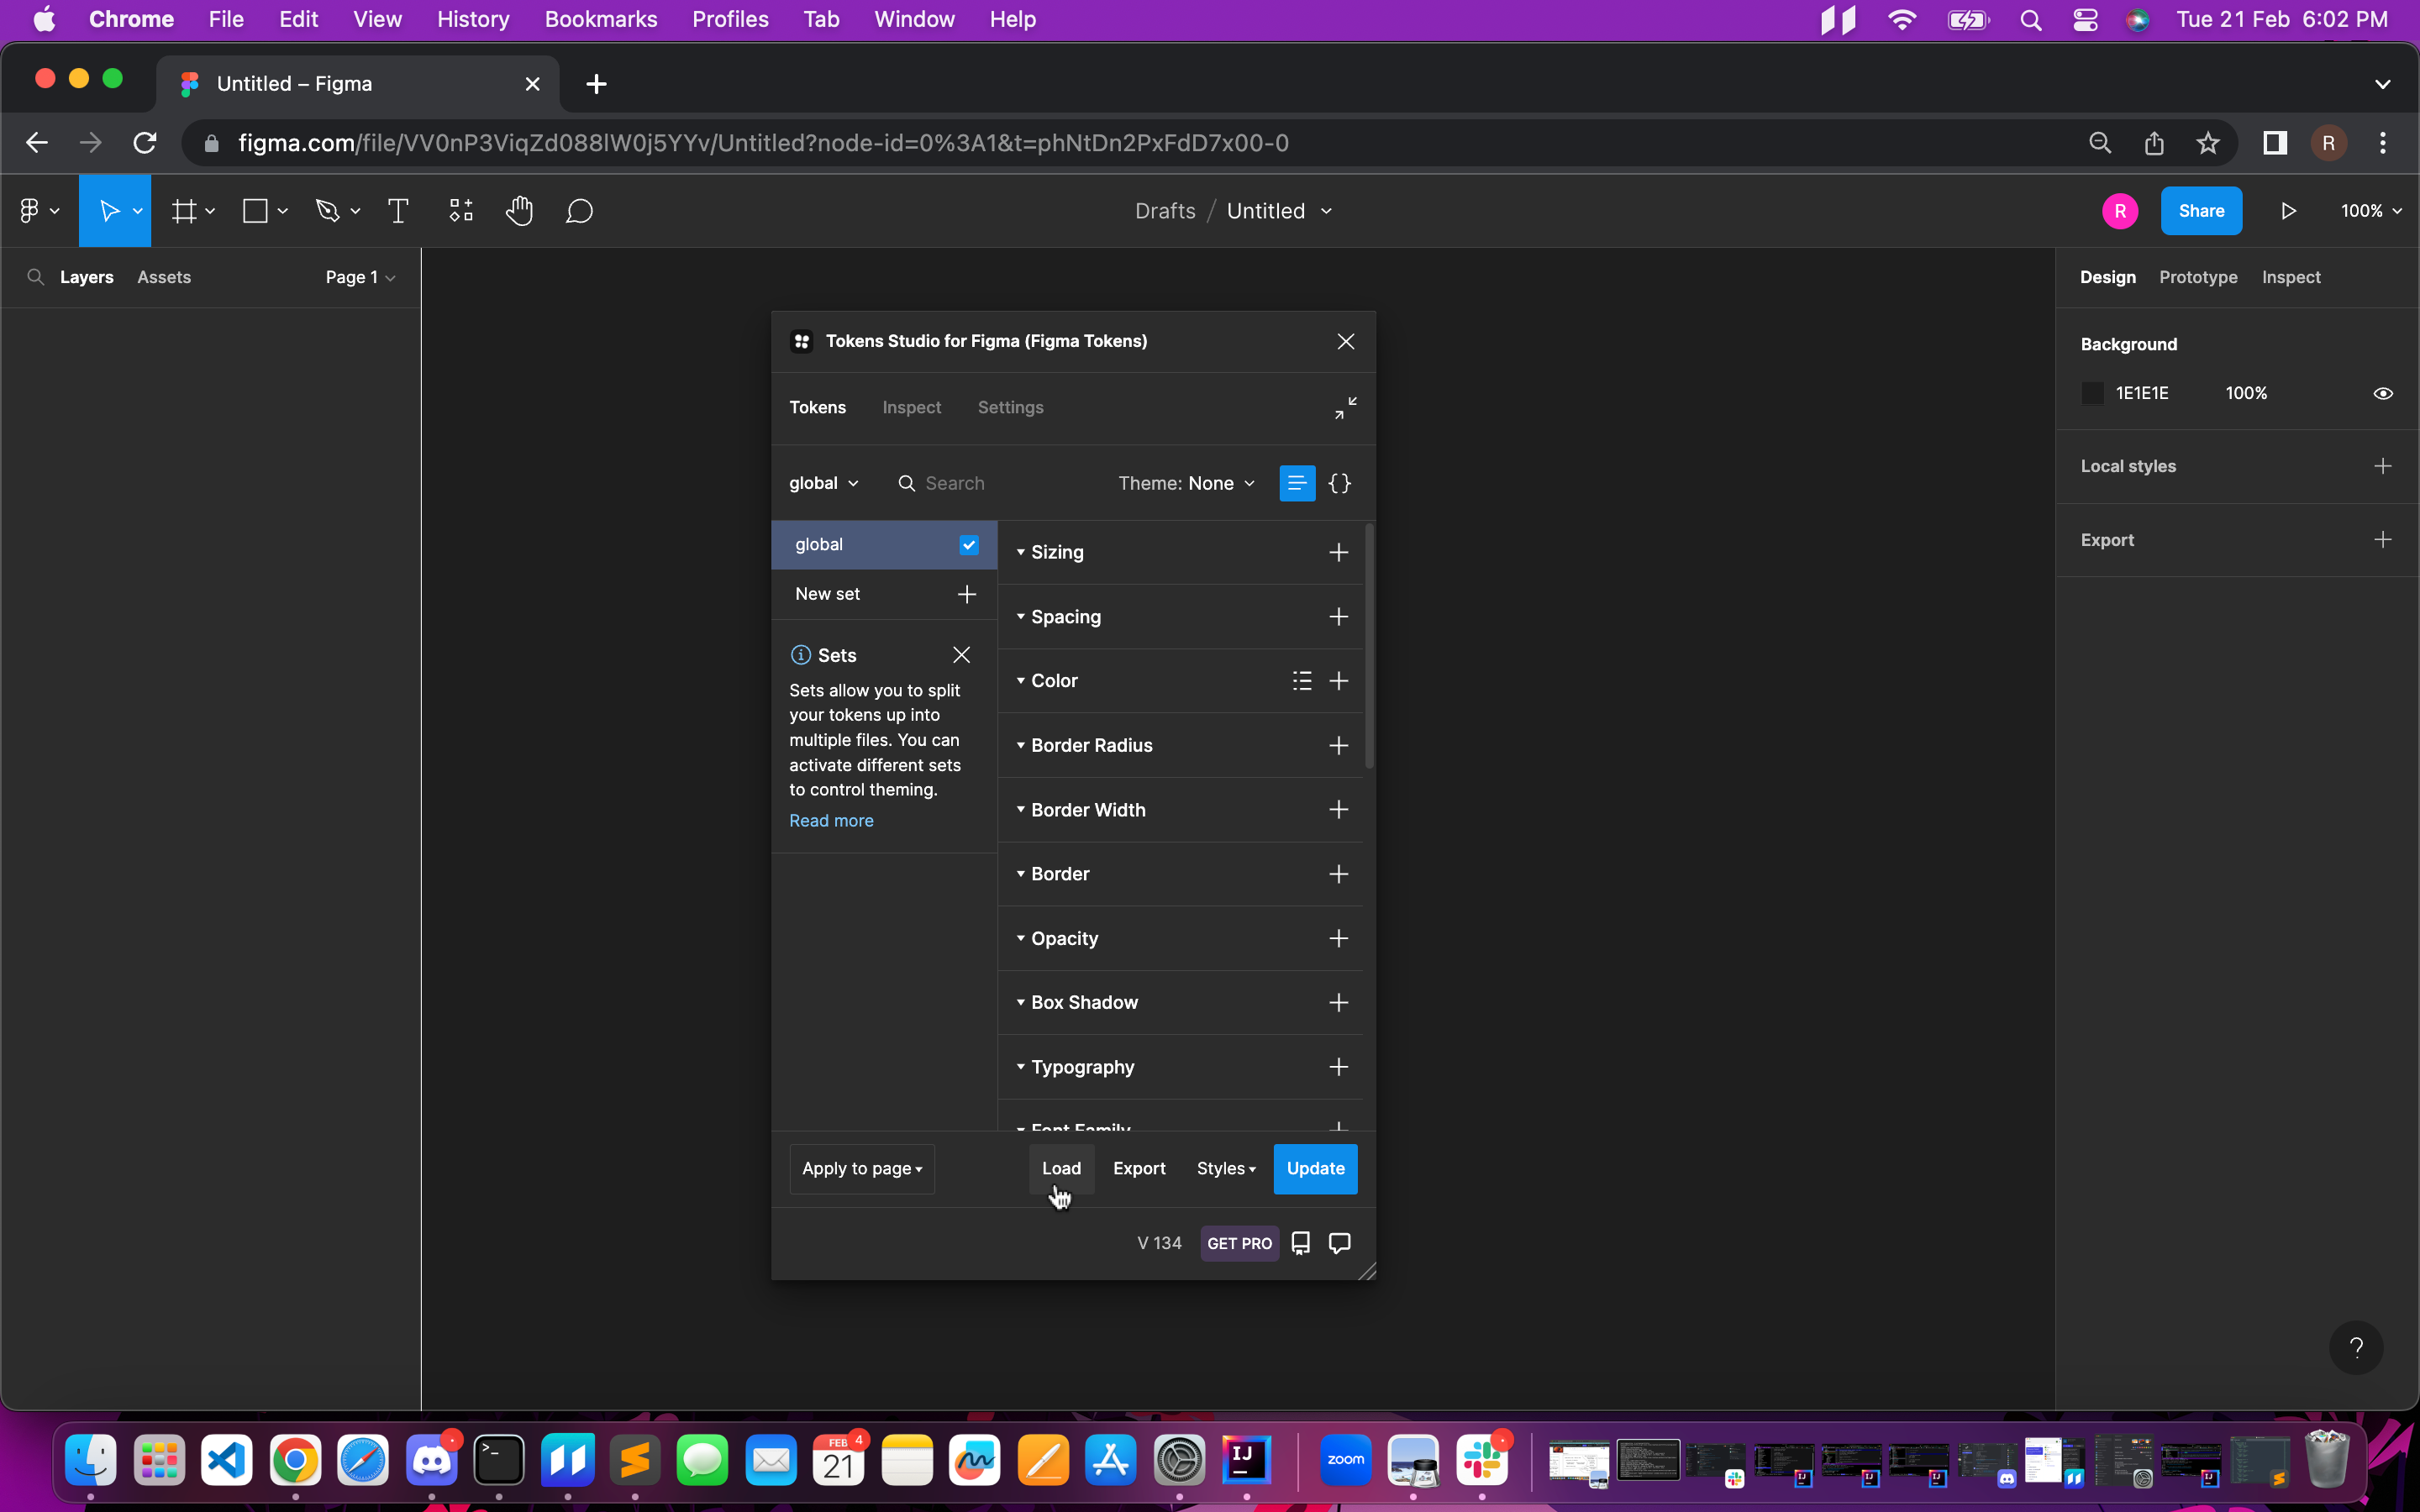 Chrome File Edit View History Bookmarks Profiles Tab Window Help Tue 21 Feb 6:02 PM
Untitled – Figma
figma.com/file/VV0nP3ViqZd088lW0j5YYv/Untitled?node-id=0%3A1&t=phNtDn2PxFdD7x00-0 R
Drafts / Untitled R Share 100%
Layers Assets Page 1 Design Prototype Inspect
Background
1E1E1E 100%
Local styles
Export
Tokens Studio for Figma (Figma Tokens)
Tokens Inspect Settings
global Search Theme: None {}
global
New set
Sets
Sets allow you to split
your tokens up into
multiple files. You can
activate different sets
to control theming.
Read more
Sizing
Spacing
Color
Border Radius
Border Width
Border
Opacity
Box Shadow
Typography
Font Family
Apply to page Load Export Styles Update
V 134 GET PRO
?
FEB 4
21
IJ
zoom